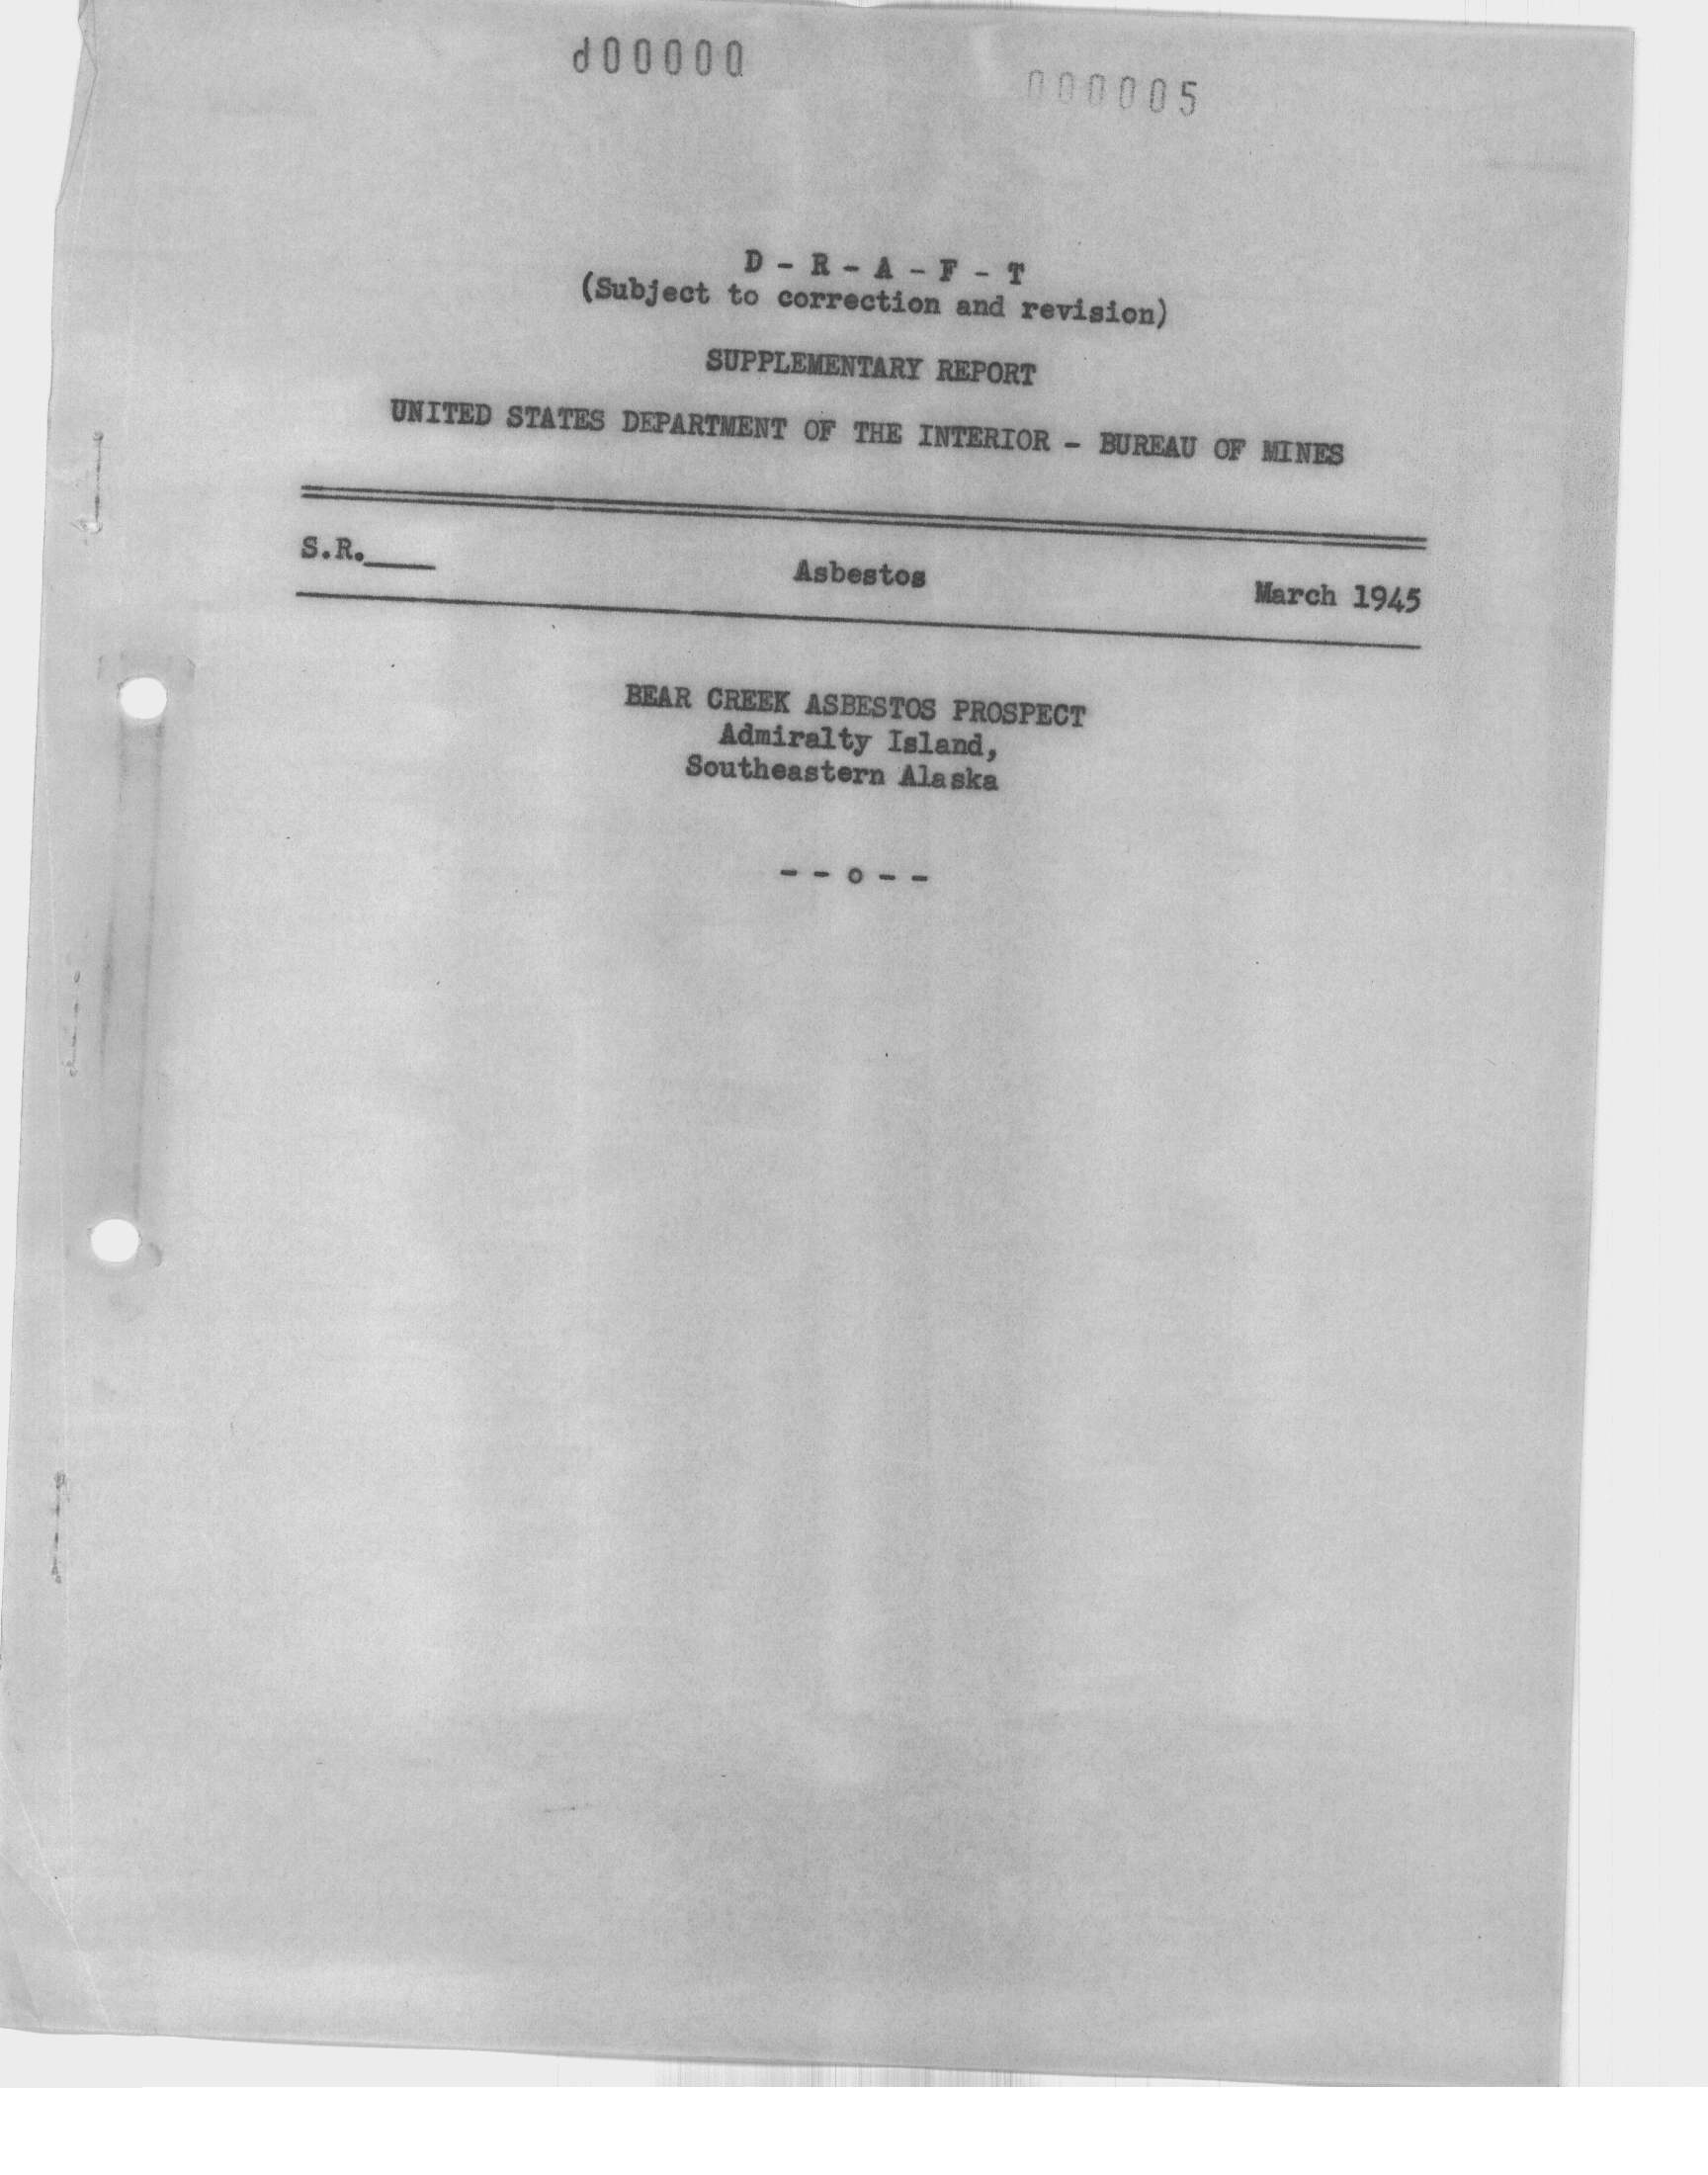 d00000
000005
D - R - A - F - T
(Subject to correction and revision)
SUPPLEMENTARY REPORT
UNITED STATES DEPARTMENT OF THE INTERIOR - BUREAU OF MINES
S.R.____ Asbestos March 1945
BEAR CREEK ASBESTOS PROSPECT
Admiralty Island,
Southeastern Alaska
- - o - -